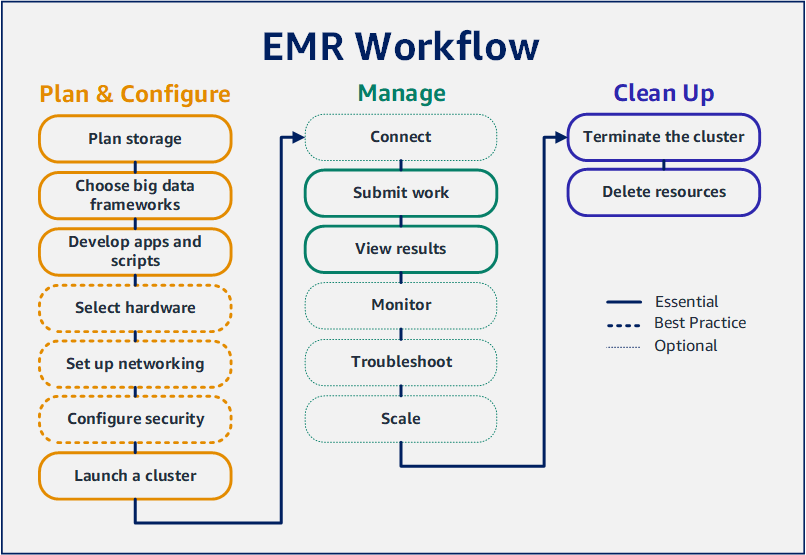 EMR Workflow
Plan & Configure
Plan storage
Choose big data
frameworks
Develop apps and
scripts
Select hardware
Set up networking
Configure security
Launch a cluster
Manage
Connect
Submit work
View results
Monitor
Troubleshoot
Scale
Clean Up
Terminate the cluster
Delete resources
Essential
Best Practice
Optional